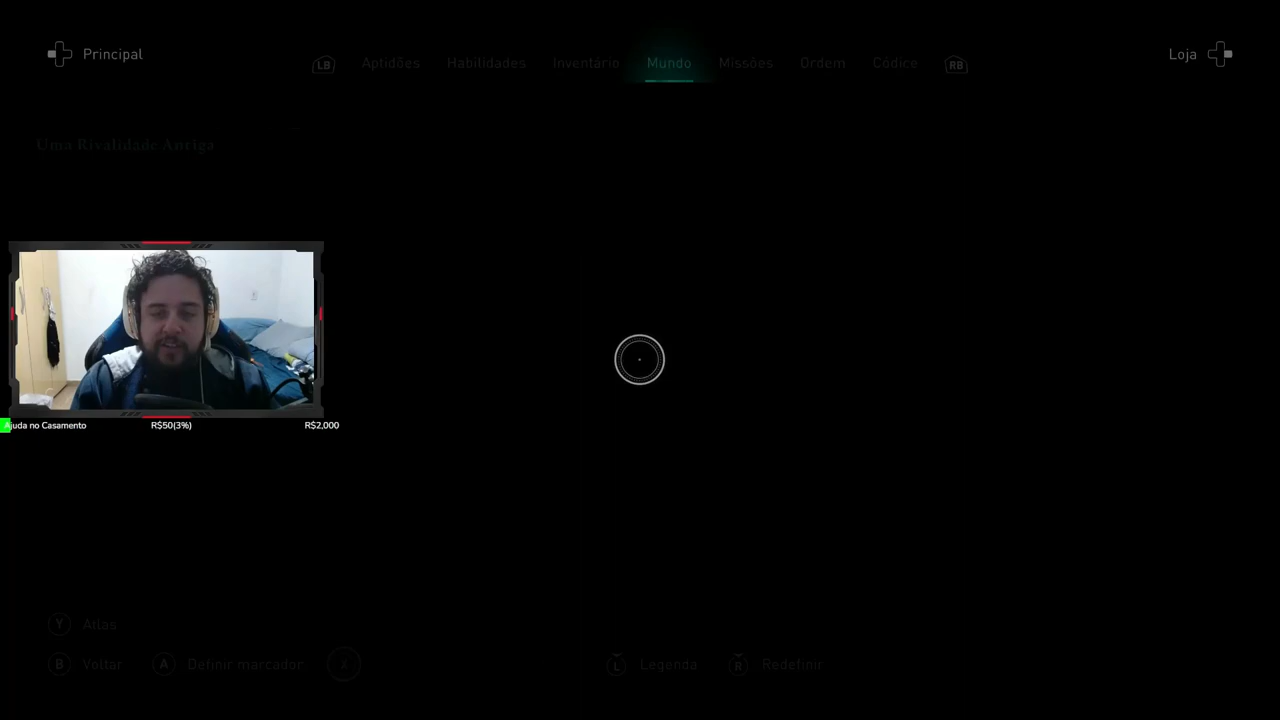 Principal
LB Aptidões Habilidades Inventário Mundo Missões Ordem Códice RB
Loja
Uma Rivalidade Antiga
Ajuda no Casamento R$50(3%) R$2,000
Y Atlas
B Voltar A Definir marcador
L Legenda R Redefinir